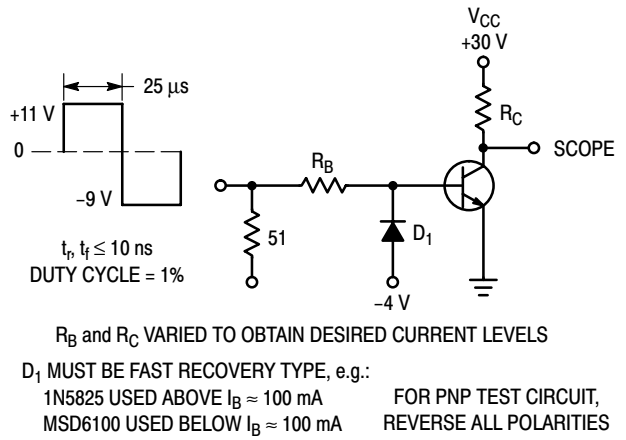 V_CC
+30 V
25 μs
+11 V
R_C
0
SCOPE
R_B
−9 V
51
D_1
t_r, t_f ≤ 10 ns
DUTY CYCLE = 1%
−4 V
R_B and R_C VARIED TO OBTAIN DESIRED CURRENT LEVELS
D_1 MUST BE FAST RECOVERY TYPE, e.g.:
1N5825 USED ABOVE I_B ≈ 100 mA
MSD6100 USED BELOW I_B ≈ 100 mA
FOR PNP TEST CIRCUIT,
REVERSE ALL POLARITIES